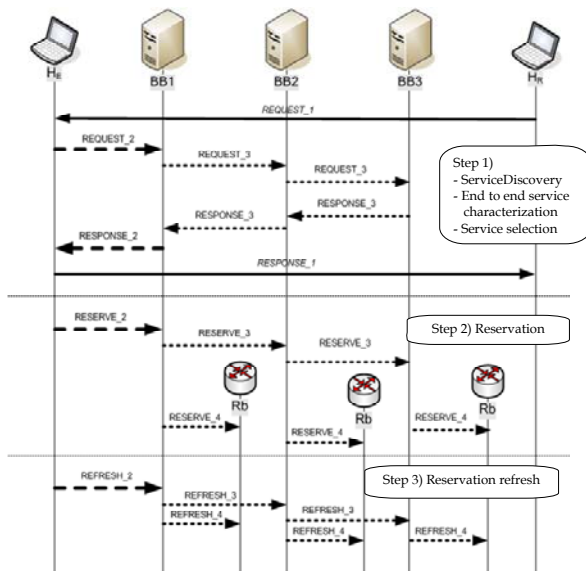 HE BB1 BB2 BB3 HR
REQUEST_1
REQUEST_2
REQUEST_3
REQUEST_3
RESPONSE_3
RESPONSE_3
RESPONSE_2
RESPONSE_1
Step 1)
- ServiceDiscovery
- End to end service
characterization
- Service selection
RESERVE_2
RESERVE_3
RESERVE_3
Step 2) Reservation
Rb
Rb
Rb
RESERVE_4
RESERVE_4
RESERVE_4
REFRESH_2
Step 3) Reservation refresh
REFRESH_3
REFRESH_3
REFRESH_4
REFRESH_4
REFRESH_4